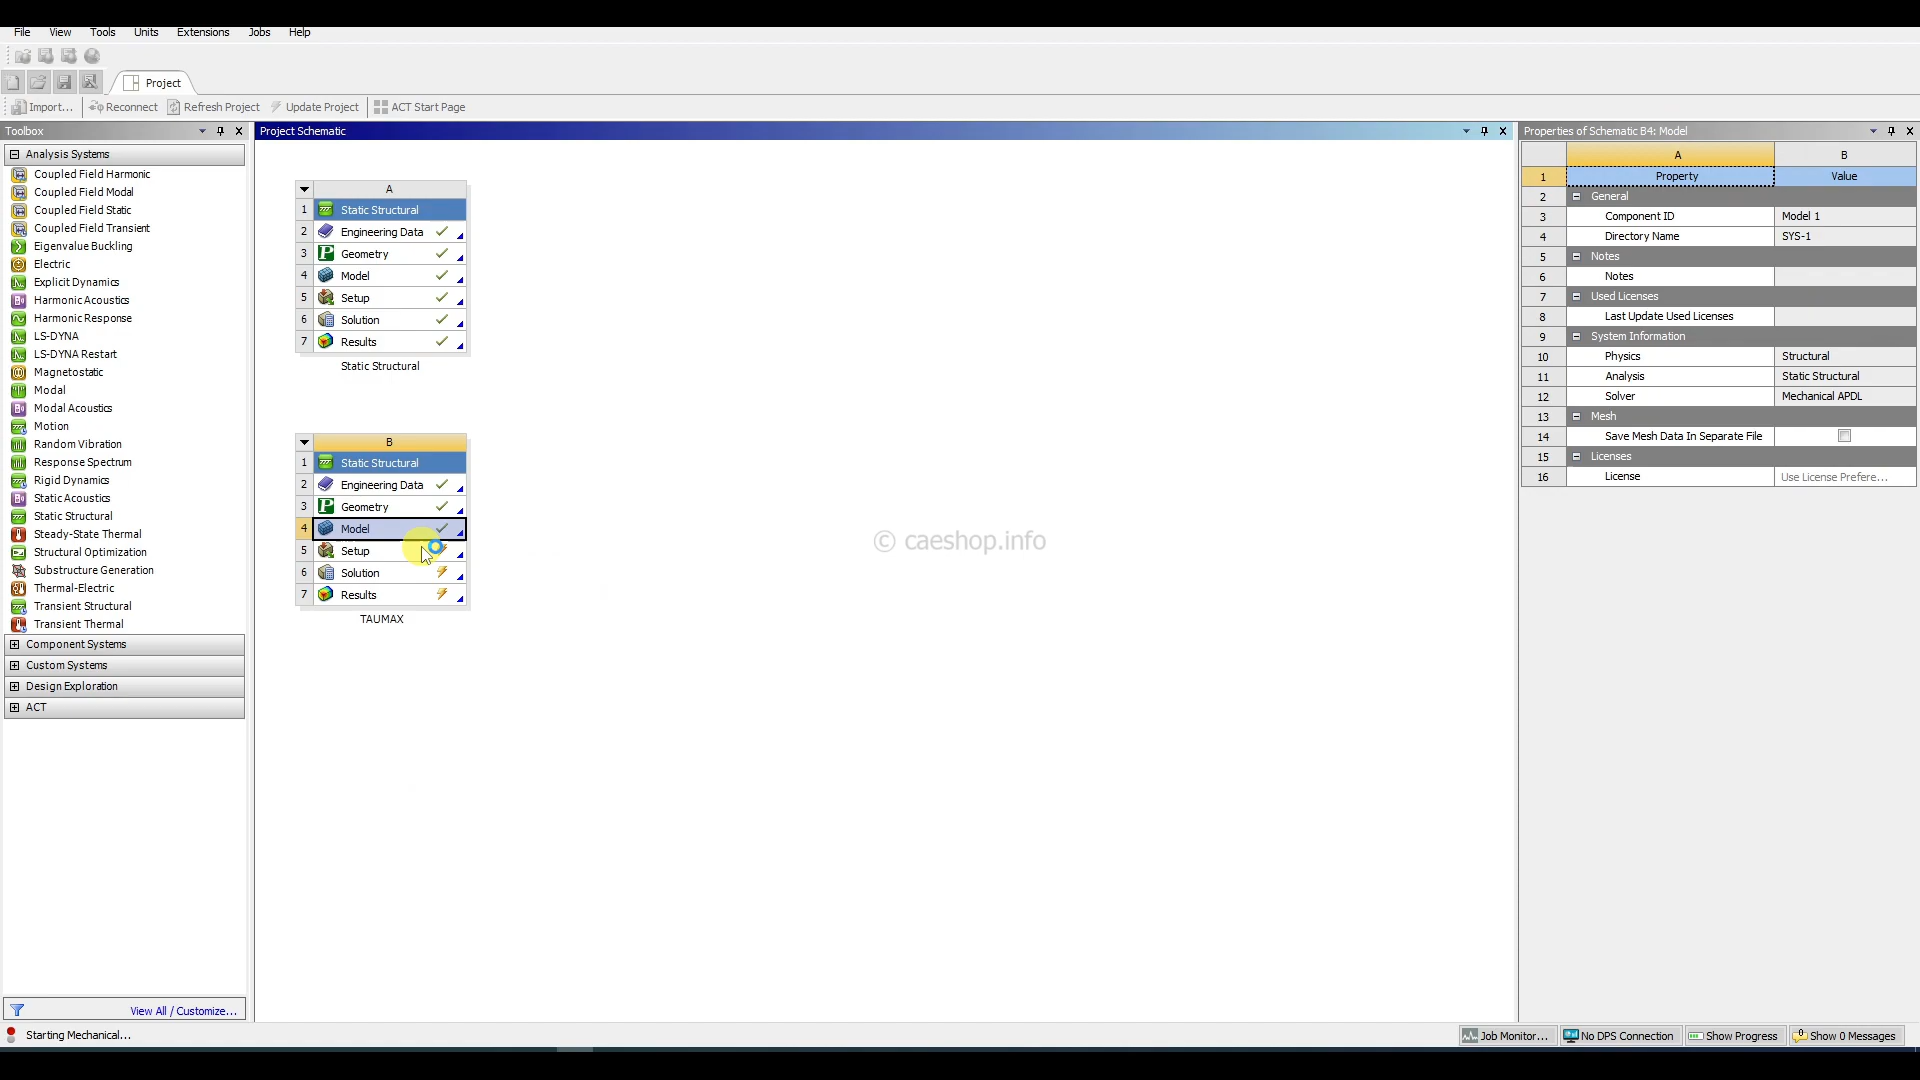 File View Tools Units Extensions Jobs Help
Project
Import... Reconnect Refresh Project Update Project ACT Start Page
Toolbox
Analysis Systems
Coupled Field Harmonic
Coupled Field Modal
Coupled Field Static
Coupled Field Transient
Eigenvalue Buckling
Electric
Explicit Dynamics
Harmonic Acoustics
Harmonic Response
LS-DYNA
LS-DYNA Restart
Magnetostatic
Modal
Modal Acoustics
Motion
Random Vibration
Response Spectrum
Rigid Dynamics
Static Acoustics
Static Structural
Steady-State Thermal
Structural Optimization
Substructure Generation
Thermal-Electric
Transient Structural
Transient Thermal
Component Systems
Custom Systems
Design Exploration
ACT
View All / Customize...
Project Schematic
A
1 Static Structural
2 Engineering Data
3 Geometry
4 Model
5 Setup
6 Solution
7 Results
Static Structural
B
1 Static Structural
2 Engineering Data
3 Geometry
4 Model
5 Setup
6 Solution
7 Results
TAUMAX
© caeshop.info
Properties of Schematic B4: Model
A B
1 Property Value
2 General
3 Component ID Model 1
4 Directory Name SYS-1
5 Notes
6 Notes
7 Used Licenses
8 Last Update Used Licenses
9 System Information
10 Physics Structural
11 Analysis Static Structural
12 Solver Mechanical APDL
13 Mesh
14 Save Mesh Data In Separate File
15 Licenses
16 License Use License Prefere...
Starting Mechanical...
Job Monitor... No DPS Connection Show Progress Show 0 Messages